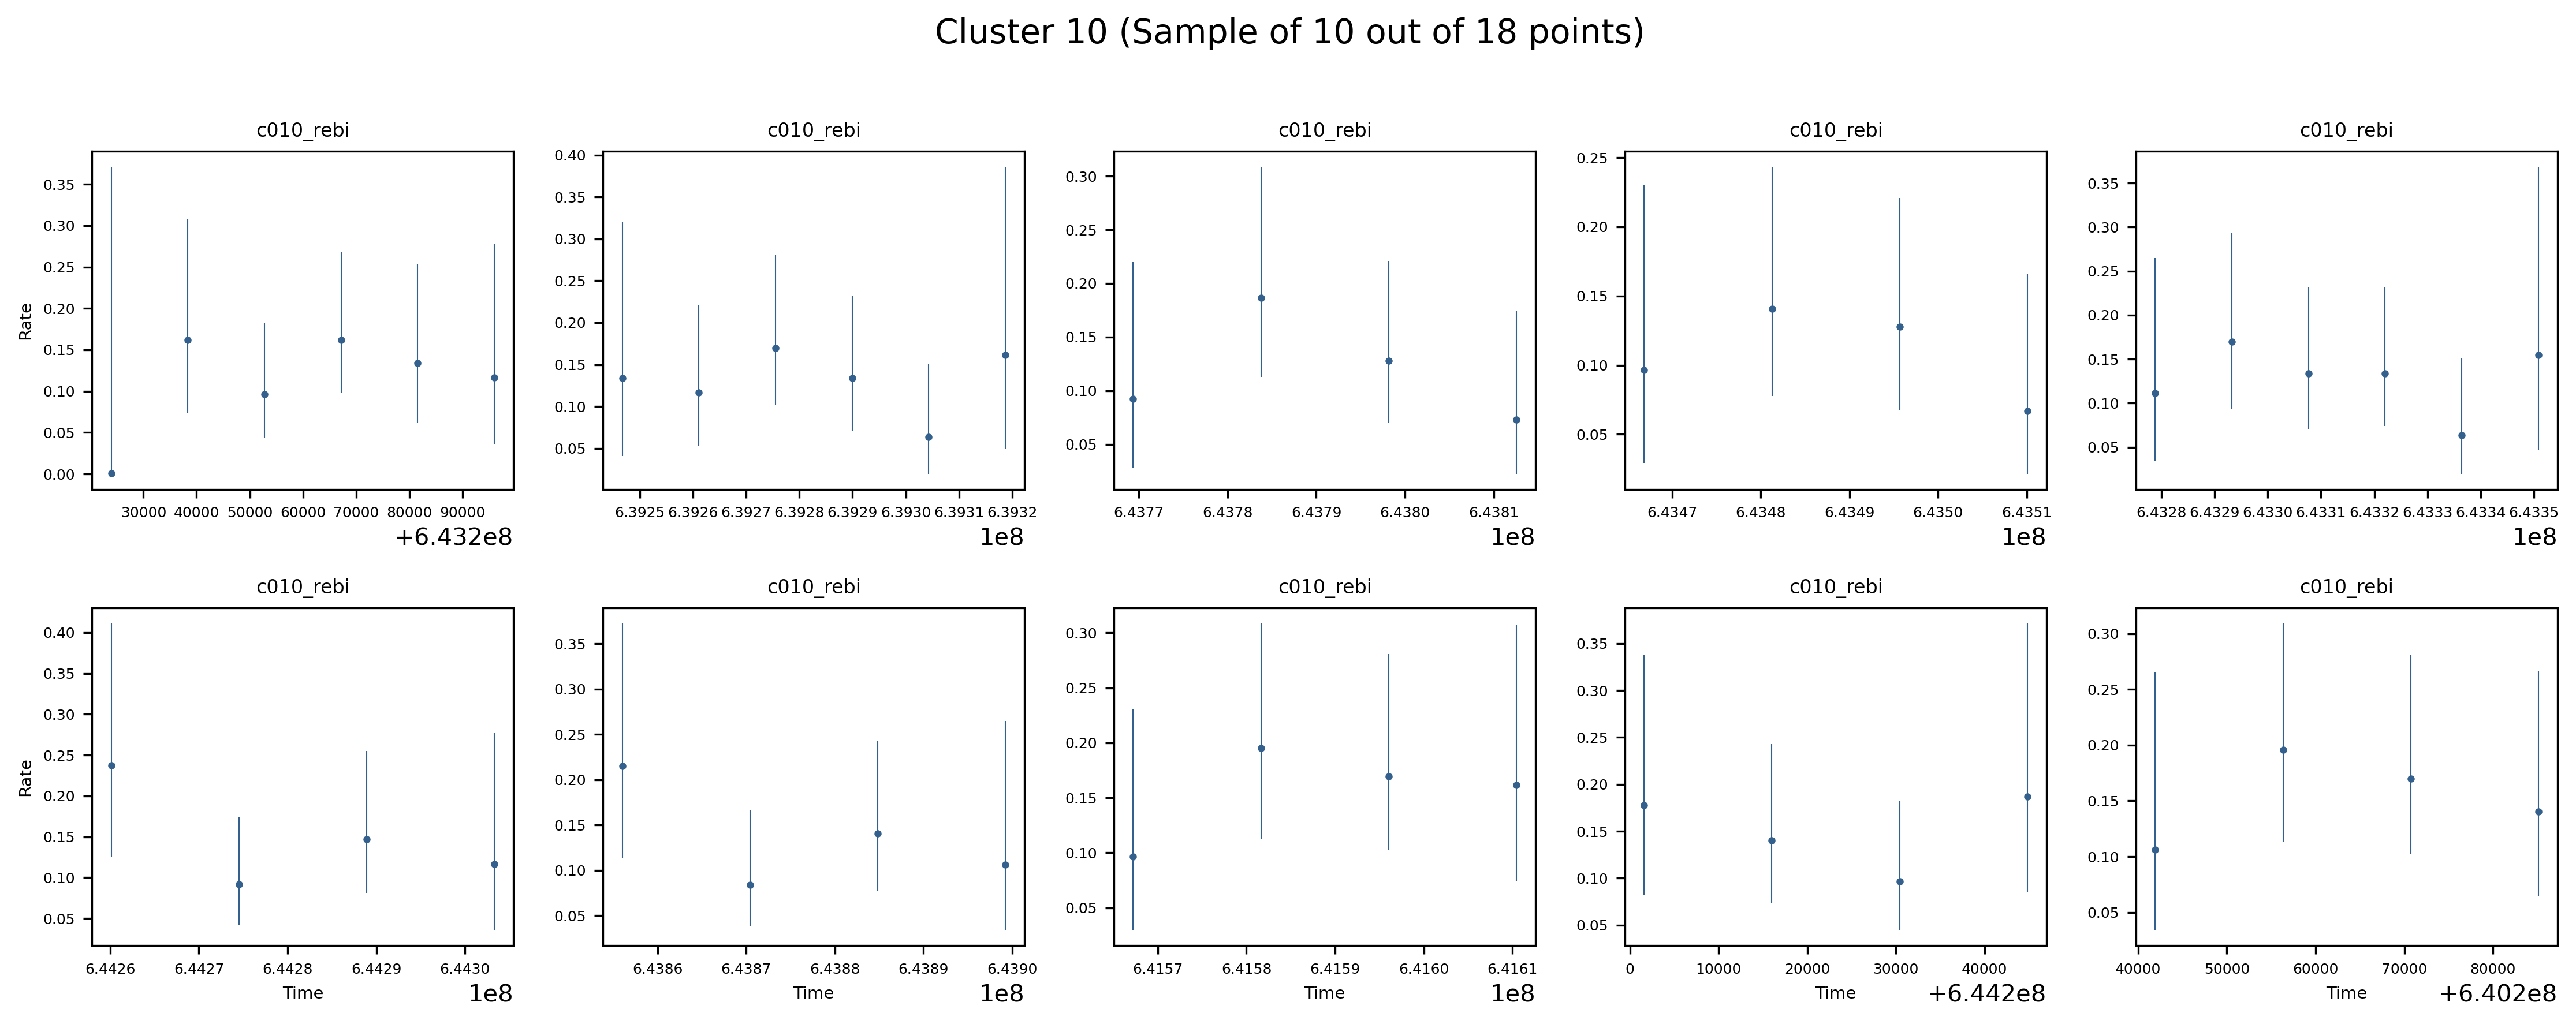 Cluster 10 (Sample of 10 out of 18 points)
c010_rebi c010_rebi c010_rebi c010_rebi c010_rebi
Rate
0.35
0.30
0.25
0.20
0.15
0.10
0.05
0.00
30000 40000 50000 60000 70000 80000 90000
+6.432e8
0.40
0.35
0.30
0.25
0.20
0.15
0.10
0.05
6.3925 6.3926 6.3927 6.3928 6.3929 6.3930 6.3931 6.3932
1e8
0.30
0.25
0.20
0.15
0.10
0.05
6.4377 6.4378 6.4379 6.4380 6.4381
1e8
0.25
0.20
0.15
0.10
0.05
6.4347 6.4348 6.4349 6.4350 6.4351
1e8
0.35
0.30
0.25
0.20
0.15
0.10
0.05
6.4328 6.4329 6.4330 6.4331 6.4332 6.4333 6.4334 6.4335
1e8
c010_rebi c010_rebi c010_rebi c010_rebi c010_rebi
Rate
0.40
0.35
0.30
0.25
0.20
0.15
0.10
0.05
6.4426 6.4427 6.4428 6.4429 6.4430
Time 1e8
0.35
0.30
0.25
0.20
0.15
0.10
0.05
6.4386 6.4387 6.4388 6.4389 6.4390
Time 1e8
0.30
0.25
0.20
0.15
0.10
0.05
6.4157 6.4158 6.4159 6.4160 6.4161
Time 1e8
0.35
0.30
0.25
0.20
0.15
0.10
0.05
0 10000 20000 30000 40000
Time +6.442e8
0.30
0.25
0.20
0.15
0.10
0.05
40000 50000 60000 70000 80000
Time +6.402e8